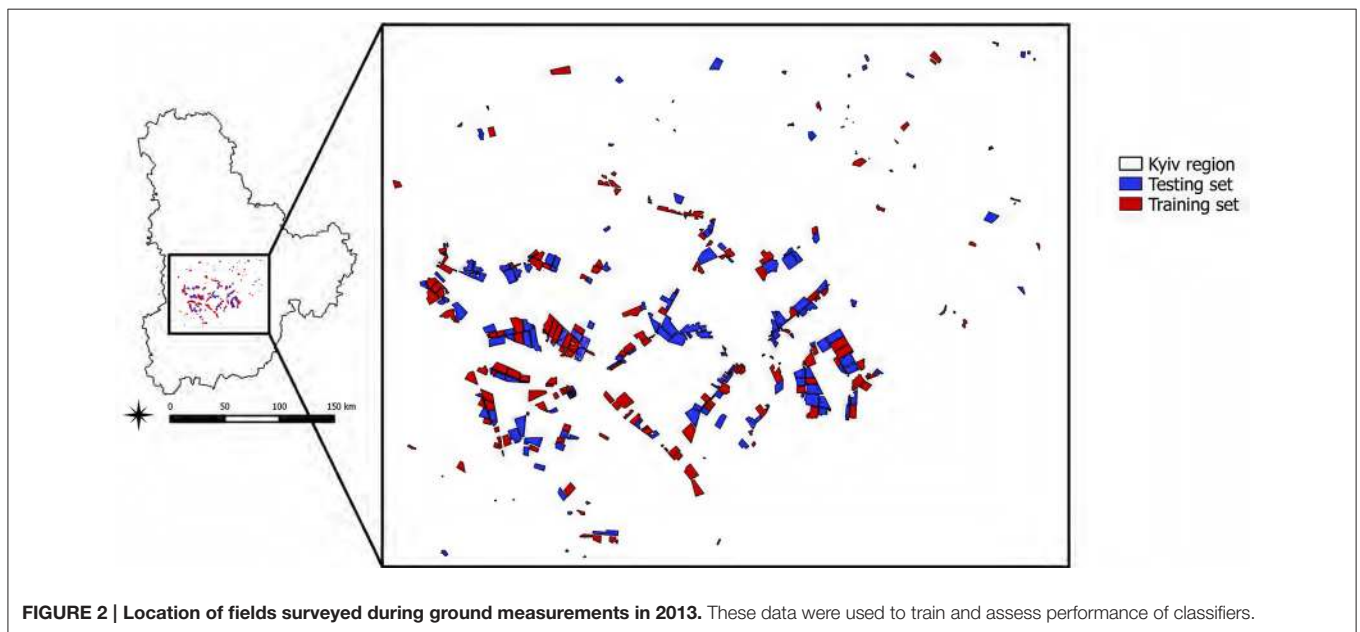 Kyiv region
Testing set
Training set
0 50 100 150 km
FIGURE 2 | Location of fields surveyed during ground measurements in 2013. These data were used to train and assess performance of classifiers.